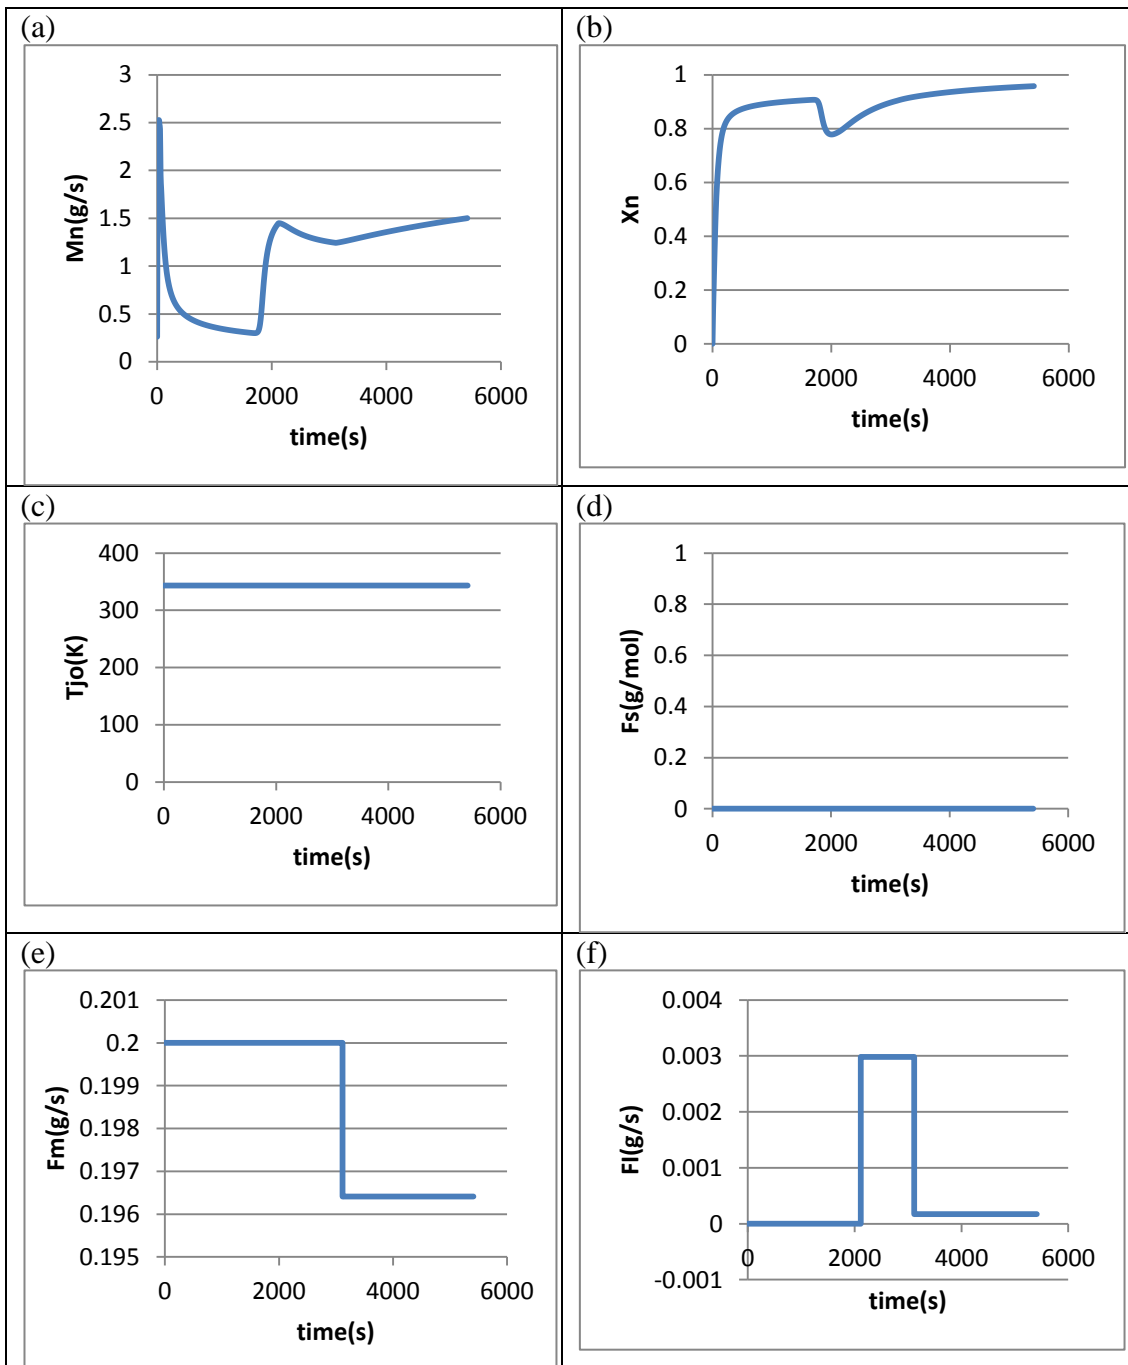 (a)
3
2.5
2
1.5
1
0.5
0
Mn(g/s)
0 2000 4000 6000
time(s)
(b)
1
0.8
0.6
0.4
0.2
0
Xn
0 2000 4000 6000
time(s)
(c)
400
300
200
100
0
Tjo(K)
0 2000 4000 6000
time(s)
(d)
1
0.8
0.6
0.4
0.2
0
Fs(g/mol)
0 2000 4000 6000
time(s)
(e)
0.201
0.2
0.199
0.198
0.197
0.196
0.195
Fm(g/s)
0 2000 4000 6000
time(s)
(f)
0.004
0.003
0.002
0.001
0
-0.001
FI(g/s)
0 2000 4000 6000
time(s)